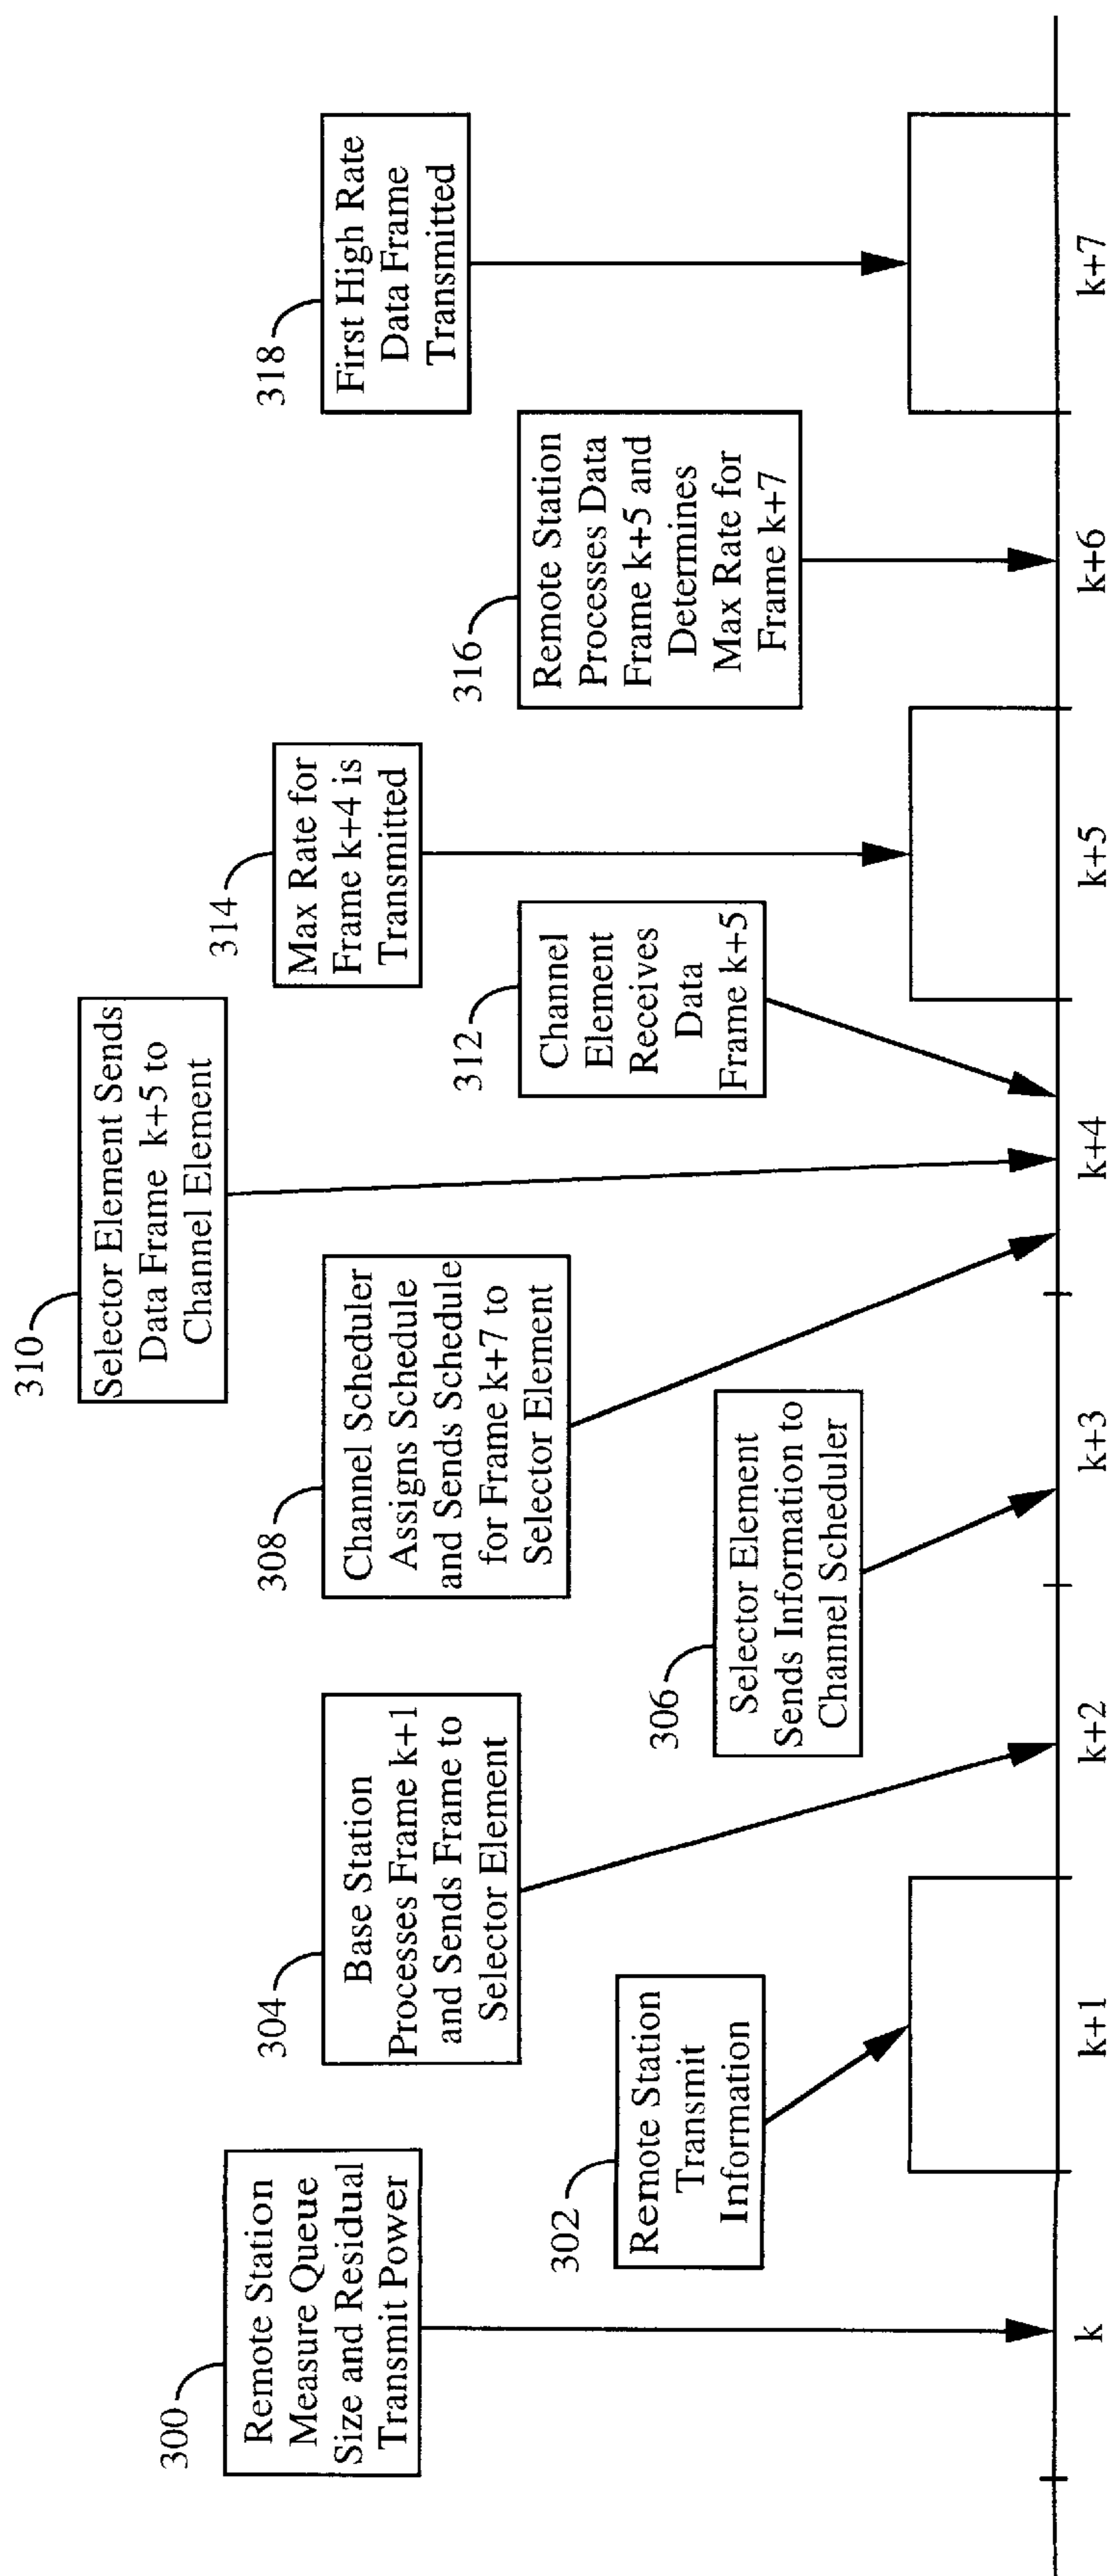 300
Remote Station
Measure Queue
Size and Residual
Transmit Power
302
Remote Station
Transmit
Information
304
Base Station
Processes Frame k+1
and Sends Frame to
Selector Element
306
Selector Element
Sends Information to
Channel Scheduler
308
Channel Scheduler
Assigns Schedule
and Sends Schedule
for Frame k+7 to
Selector Element
310
Selector Element Sends
Data Frame k+5 to
Channel Element
312
Channel
Element
Receives
Data
Frame k+5
314
Max Rate for
Frame k+4 is
Transmitted
316
Remote Station
Processes Data
Frame k+5 and
Determines
Max Rate for
Frame k+7
318
First High Rate
Data Frame
Transmitted
k
k+1
k+2
k+3
k+4
k+5
k+6
k+7